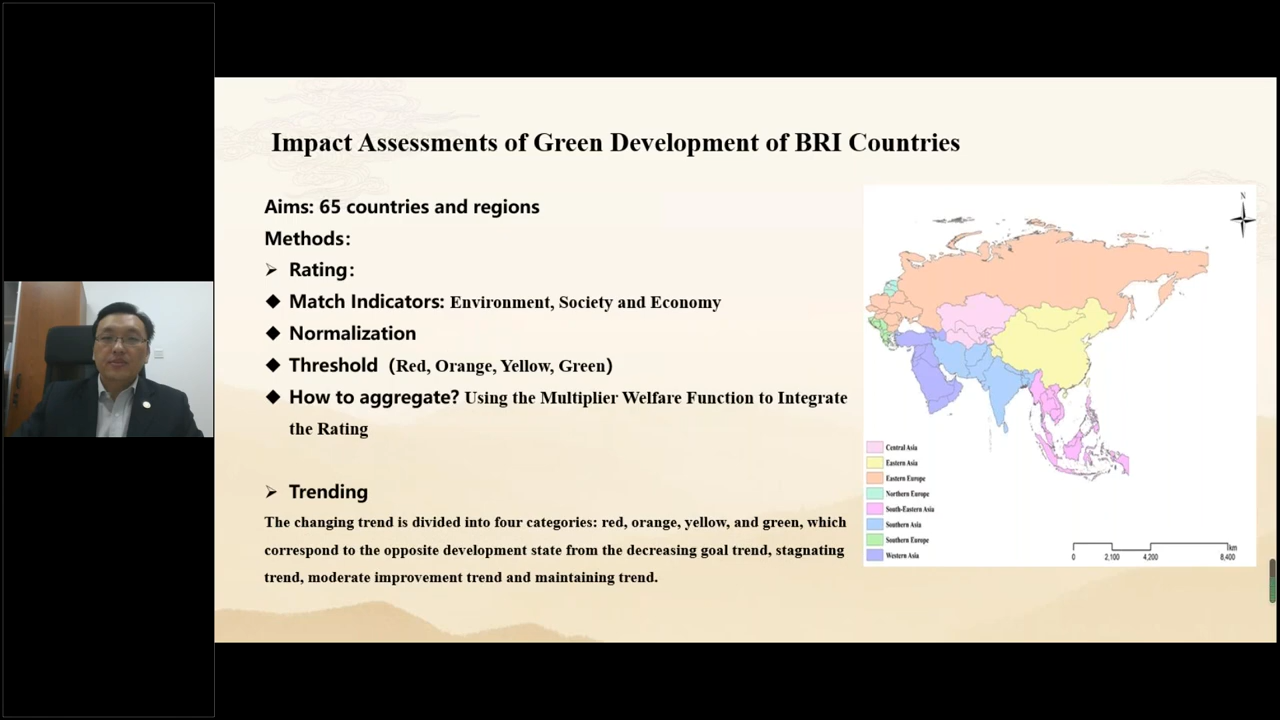 Impact Assessments of Green Development of BRI Countries
Aims: 65 countries and regions
Methods:
Rating:
Match Indicators: Environment, Society and Economy
Normalization
Threshold（Red, Orange, Yellow, Green）
How to aggregate? Using the Multiplier Welfare Function to Integrate
the Rating
Trending
The changing trend is divided into four categories: red, orange, yellow, and green, which
correspond to the opposite development state from the decreasing goal trend, stagnating
trend, moderate improvement trend and maintaining trend.
N
Central Asia
Eastern Asia
Eastern Europe
Northern Europe
South-Eastern Asia
Southern Asia
Southern Europe
Western Asia
km
0 2,100 4,200 8,400